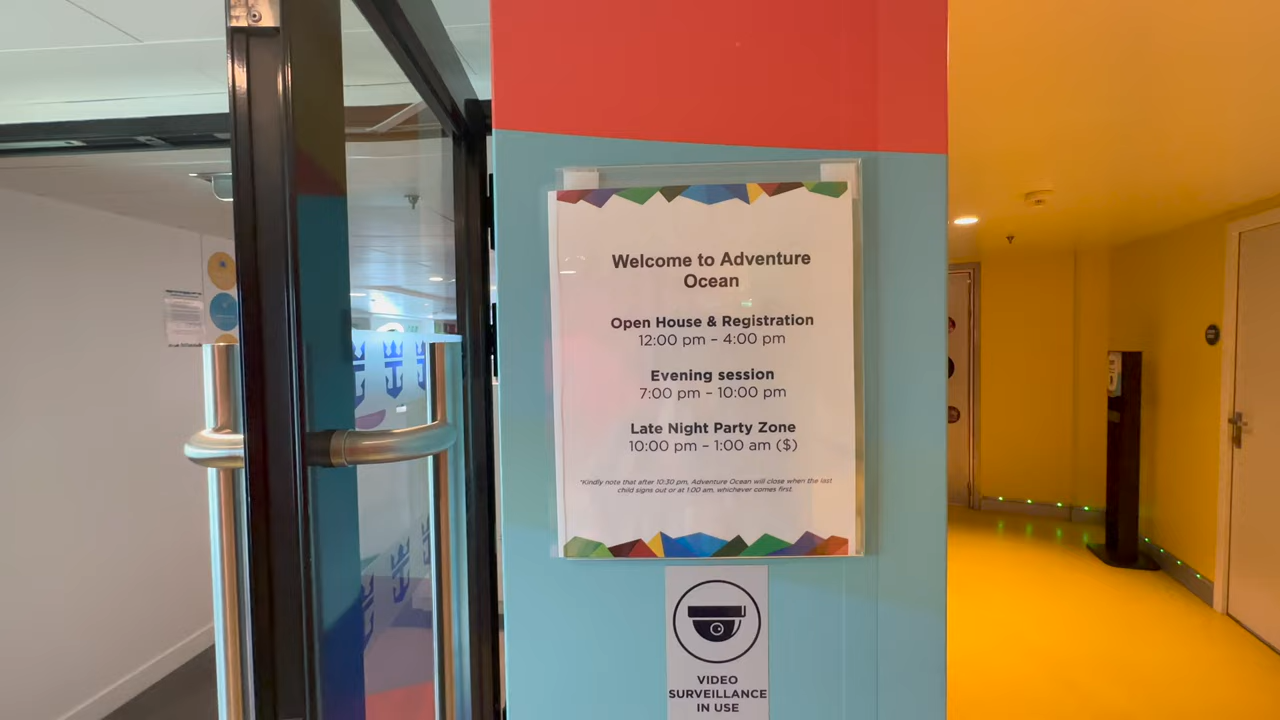 Welcome to Adventure
Ocean
Open House & Registration
12:00 pm – 4:00 pm
Evening session
7:00 pm – 10:00 pm
Late Night Party Zone
10:00 pm – 1:00 am ($)
*Kindly note that after 10:30 pm, Adventure Ocean will close when the last
child signs out or at 1:00 am, whichever comes first
VIDEO
SURVEILLANCE
IN USE